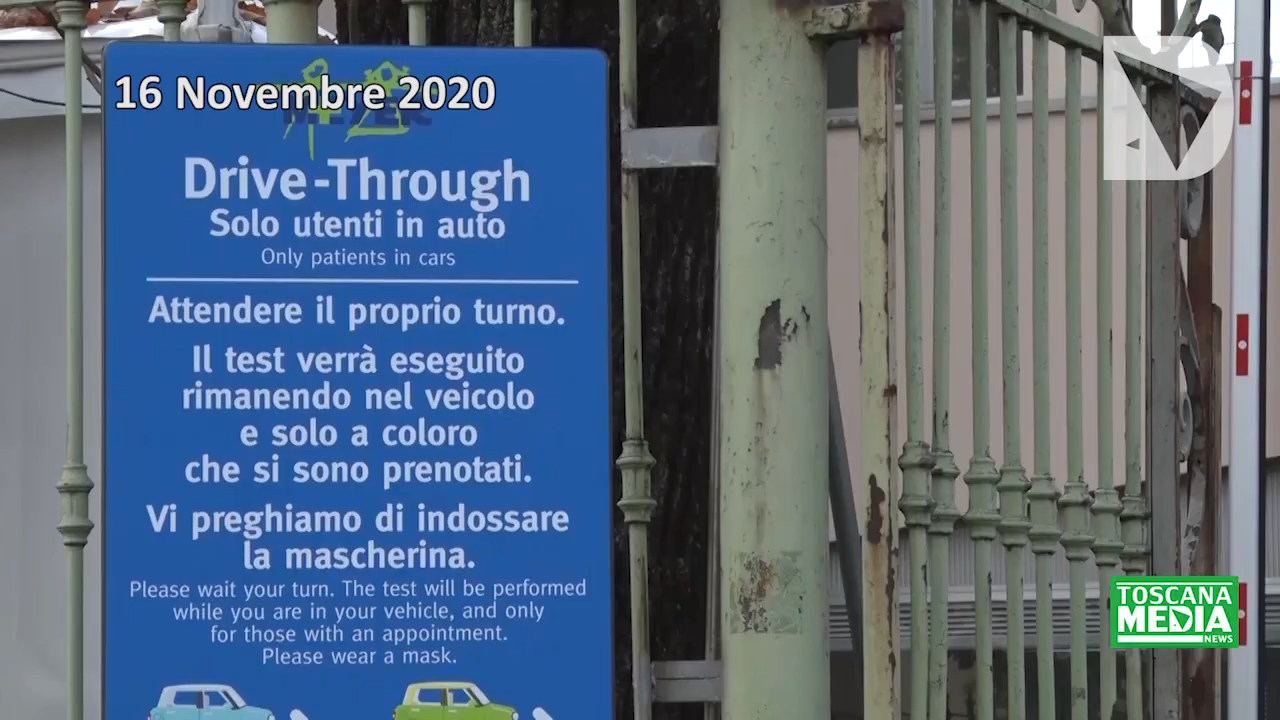 16 Novembre 2020
MEYER
Drive-Through
Solo utenti in auto
Only patients in cars
Attendere il proprio turno.
Il test verrà eseguito
rimanendo nel veicolo
e solo a coloro
che si sono prenotati.
Vi preghiamo di indossare
la mascherina.
Please wait your turn. The test will be performed
while you are in your vehicle, and only
for those with an appointment.
Please wear a mask.
TOSCANA
MEDIA
NEWS